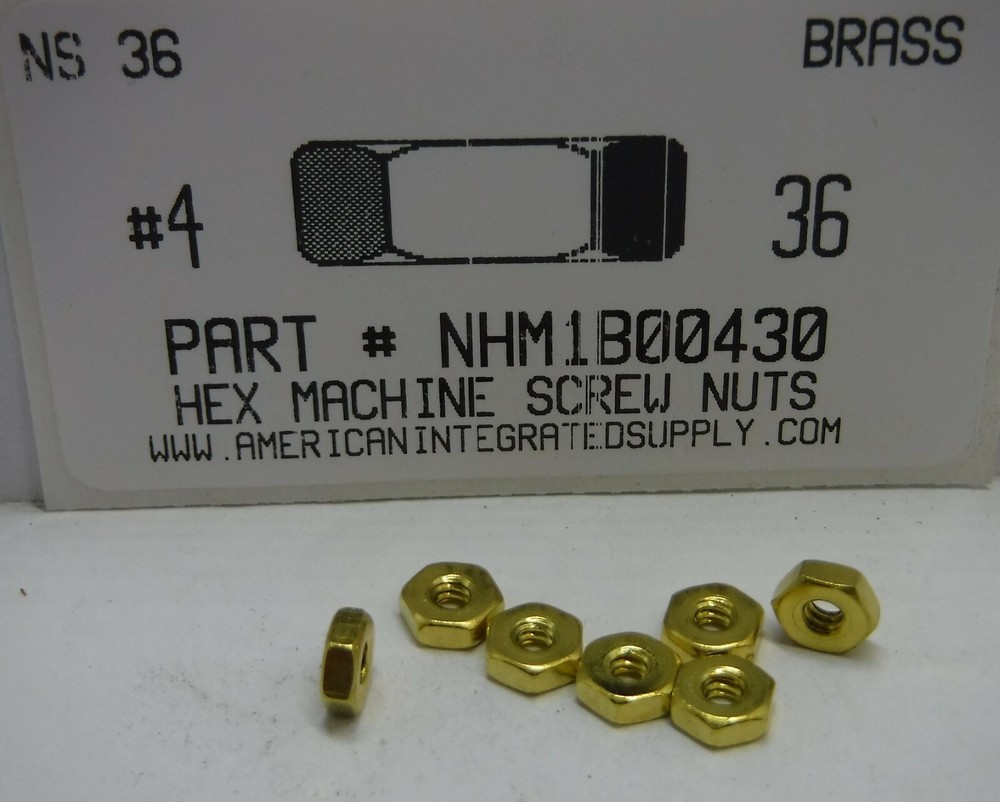 NS 36
BRASS
#4
36
PART # NHM1B00430
HEX MACHINE SCREW NUTS
WWW.AMERICANINTEGRATEDSUPPLY.COM